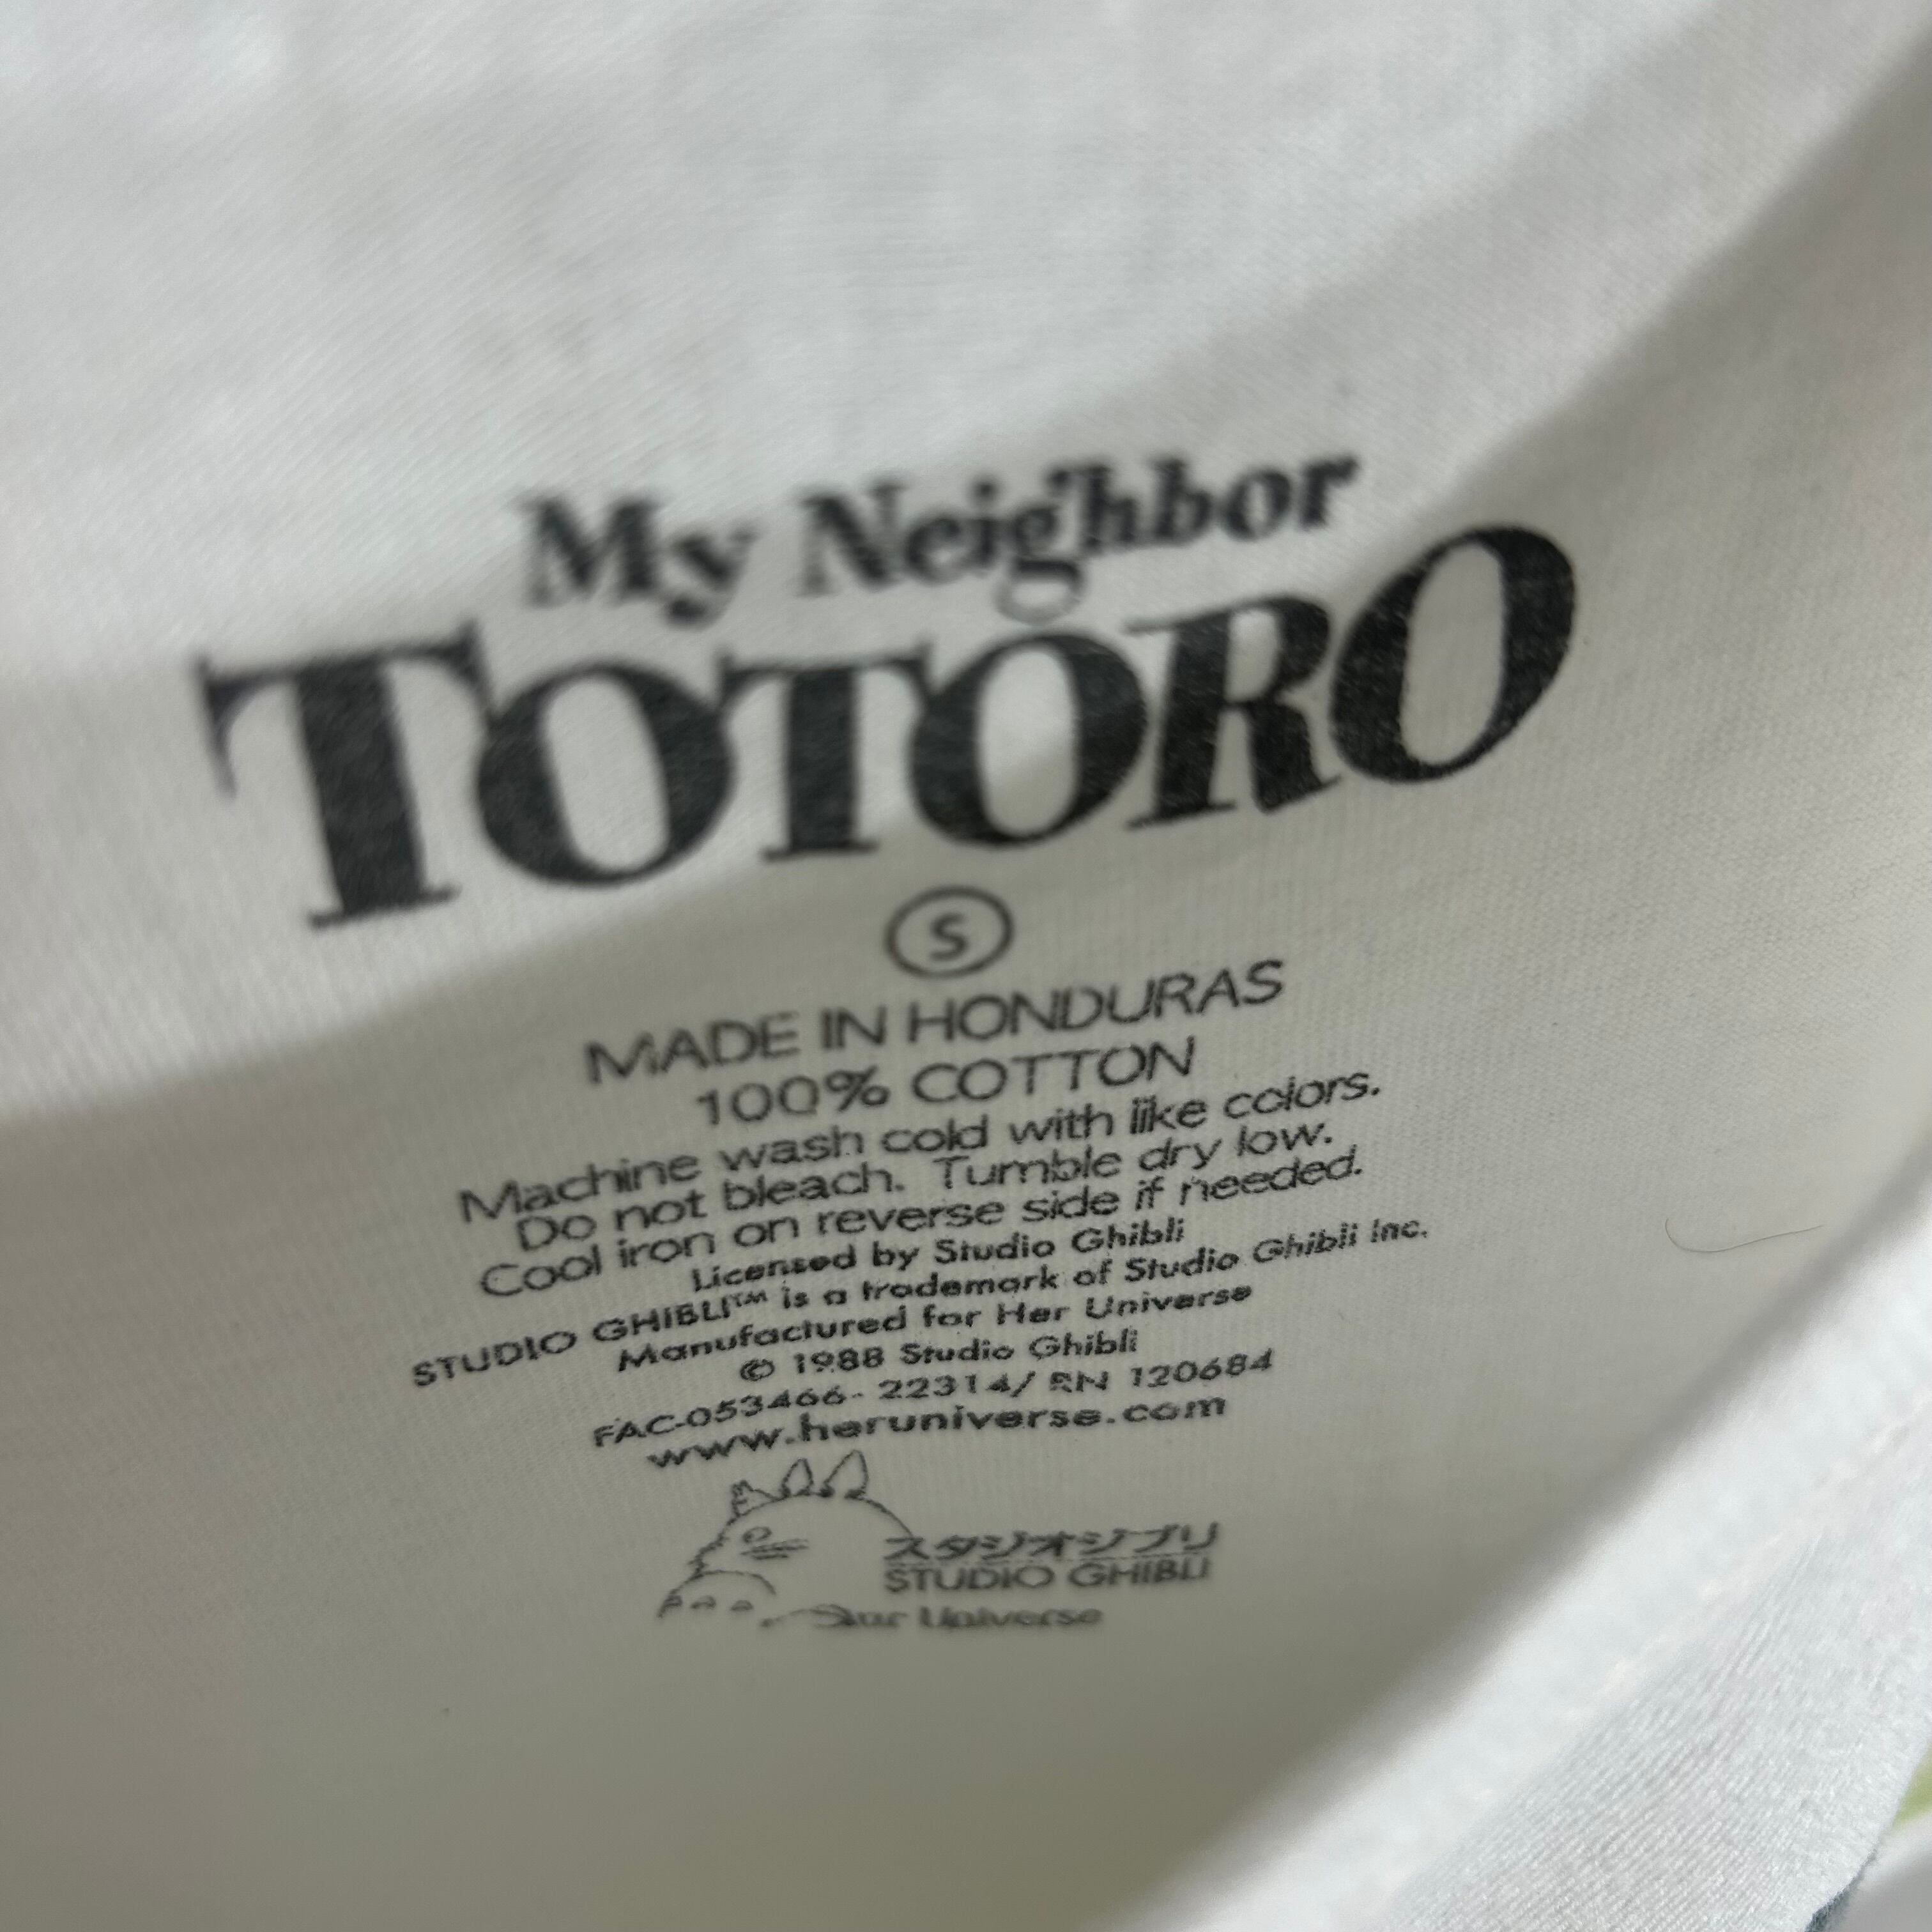 My Neighbor
TOTORO
S
MADE IN HONDURAS
100% COTTON
Machine wash cold with like colors.
Do not bleach. Tumble dry low.
Cool iron on reverse side if needed.
Licensed by Studio Ghibli
STUDIO GHIBLI™ is a trademark of Studio Ghibli Inc.
Manufactured for Her Universe
© 1988 Studio Ghibli
FAC-053466- 22314/ RN 120684
www.heruniverse.com
スタジオジブリ
STUDIO GHIBLI
Universe